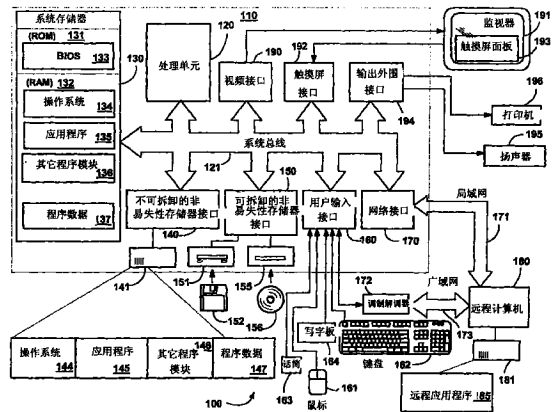 系统存储器
(ROM) 131
BIOS 133
(RAM) 132
操作系统 134
应用程序 135
其它程序模块 136
程序数据 137
130
120
处理单元
110
190
视频接口
192
触摸屏接口
输出外围接口
194
监视器
191
触摸屏面板
193
196
打印机
195
扬声器
系统总线
121
不可拆卸的非易失性存储器接口
140
150
可拆卸的非易失性存储器接口
用户输入接口
160
网络接口
170
局域网
171
141
151
152
155
156
172
调制解调器
广域网
173
180
远程计算机
181
远程应用程序 185
写字板
164
键盘
162
话筒
163
161
鼠标
操作系统 144
应用程序 145
其它程序模块 146
程序数据 147
100